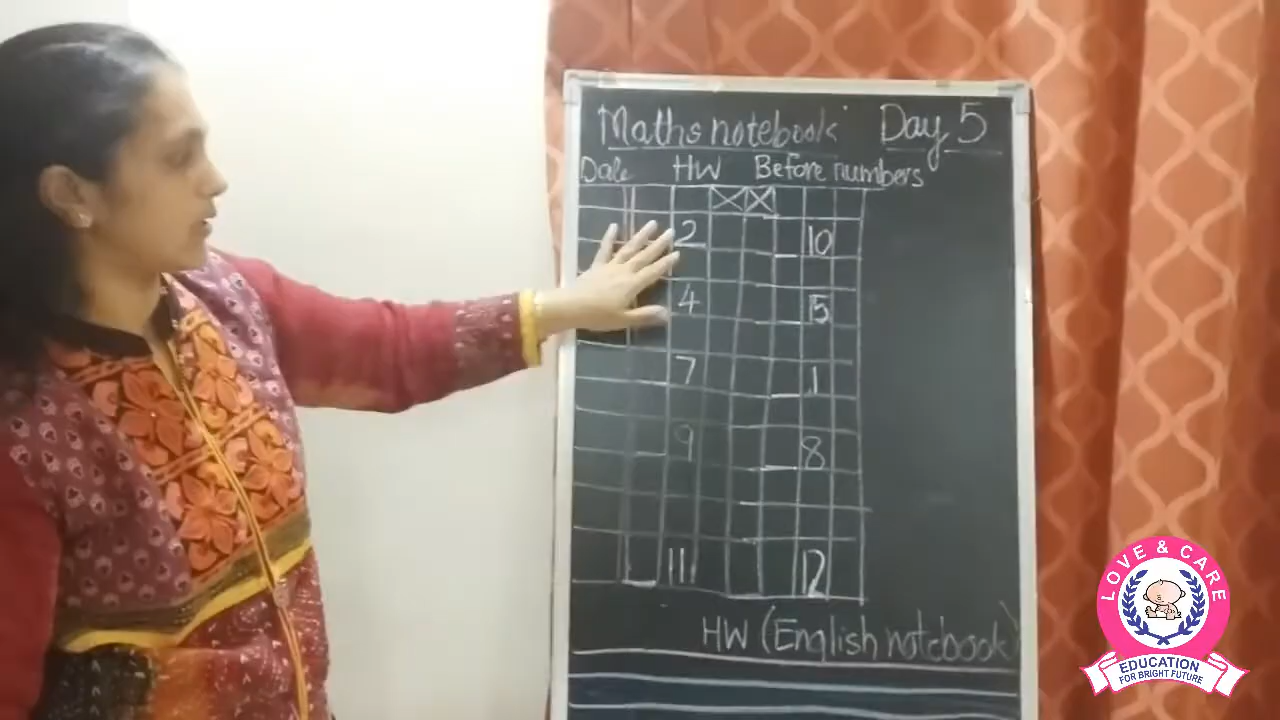 Maths notebook Day 5
Date HW Before numbers
2 10
4 15
7 1
9 8
11 12
HW (English notebook)
LOVE & CARE
EDUCATION
FOR BRIGHT FUTURE